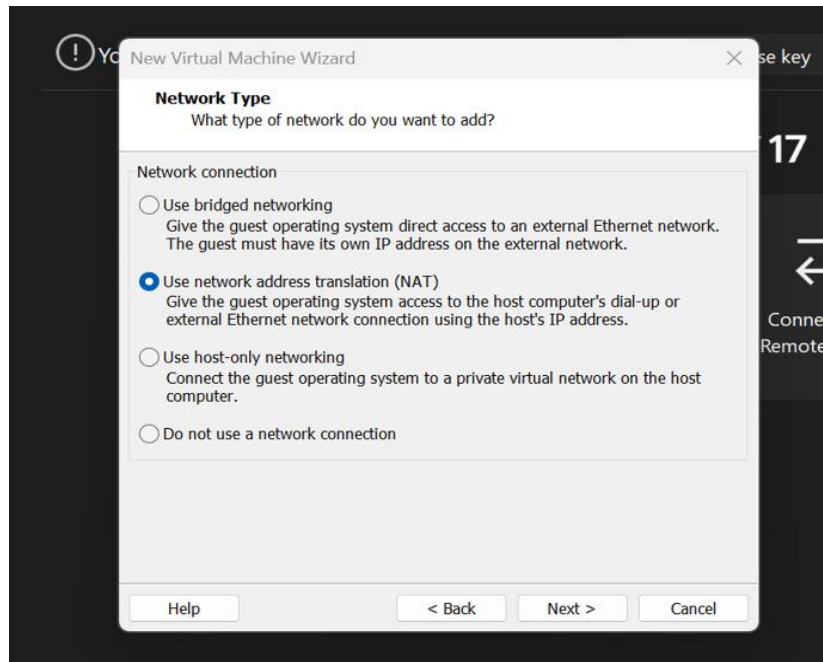 Yo
New Virtual Machine Wizard
se key
Network Type
What type of network do you want to add?
17
Network connection
Use bridged networking
Give the guest operating system direct access to an external Ethernet network.
The guest must have its own IP address on the external network.
Use network address translation (NAT)
Give the guest operating system access to the host computer's dial-up or
external Ethernet network connection using the host's IP address.
Conne
Remote
Use host-only networking
Connect the guest operating system to a private virtual network on the host
computer.
Do not use a network connection
Help
< Back
Next >
Cancel